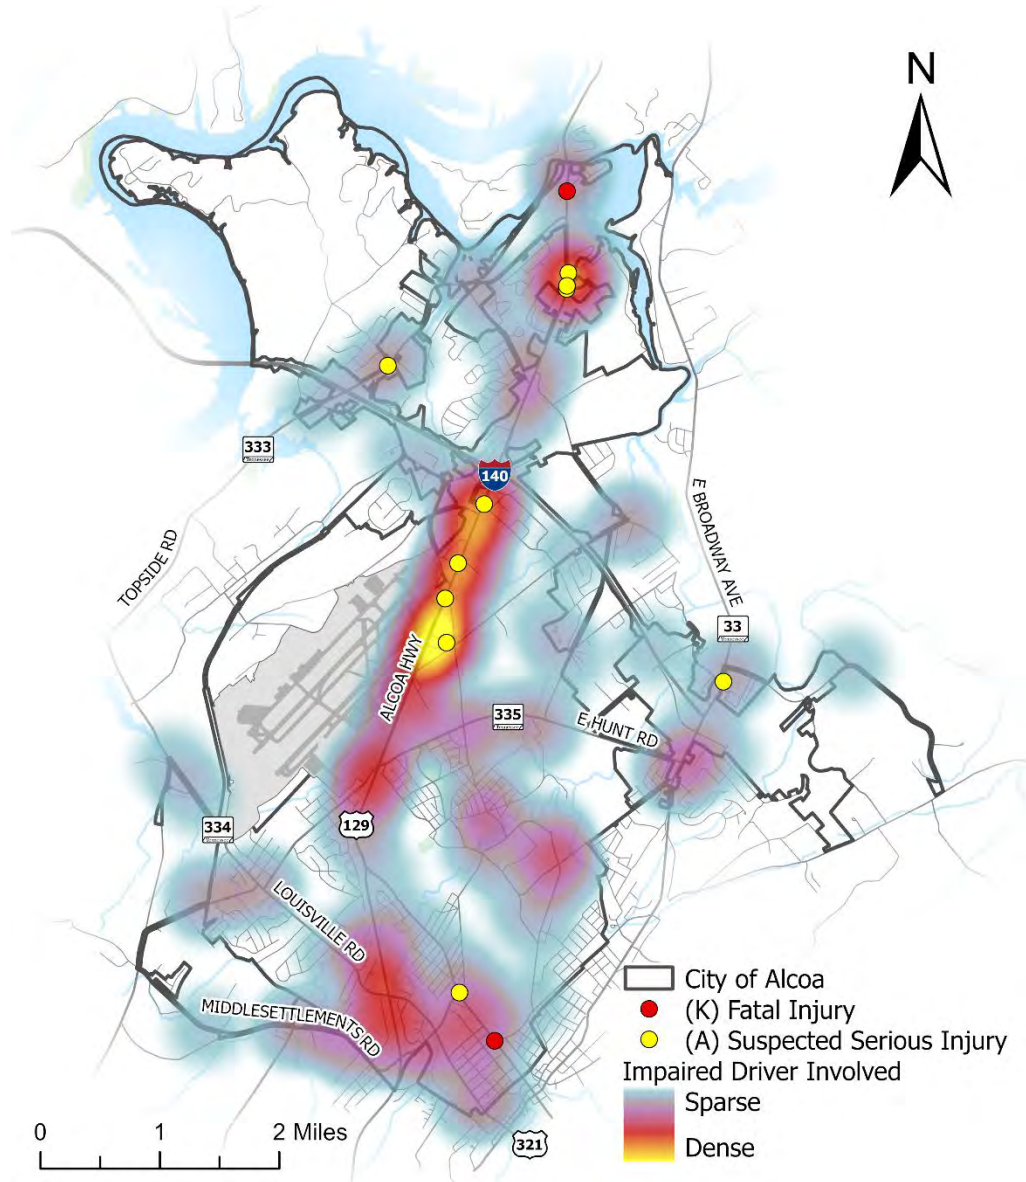 N
333
140
TOPSIDE RD
E BROADWAY AVE
33
ALCOA HWY
335
E HUNT RD
129
334
LOUISVILLE RD
MIDDLESETTLEMENTS RD
321
City of Alcoa
(K) Fatal Injury
(A) Suspected Serious Injury
Impaired Driver Involved
Sparse
Dense
0 1 2 Miles